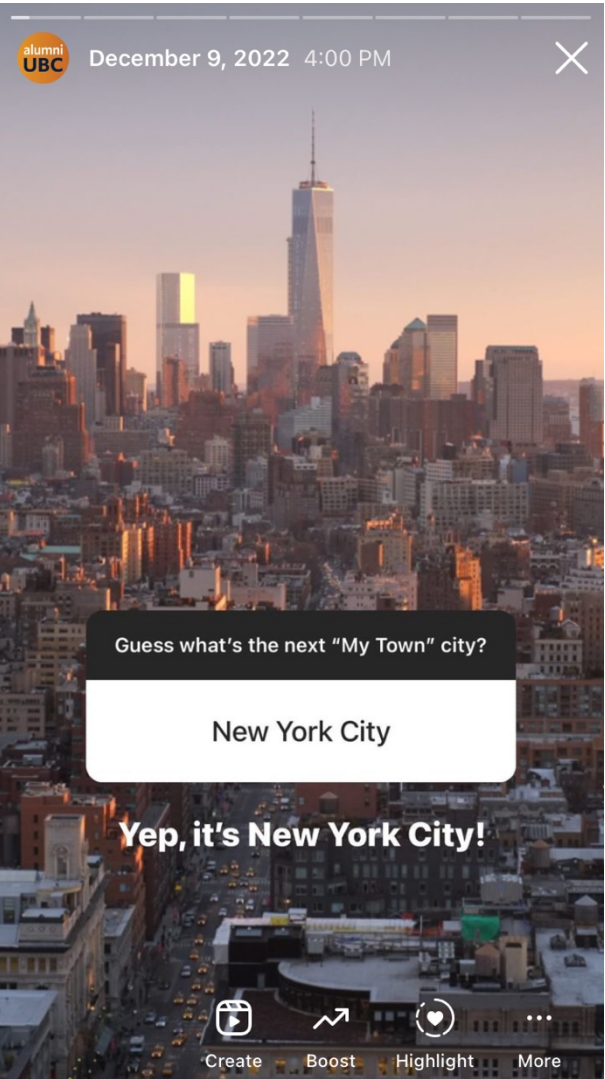 alumni
UBC
December 9, 2022 4:00 PM
Guess what's the next “My Town” city?
New York City
Yep, it's New York City!
Create Boost Highlight More